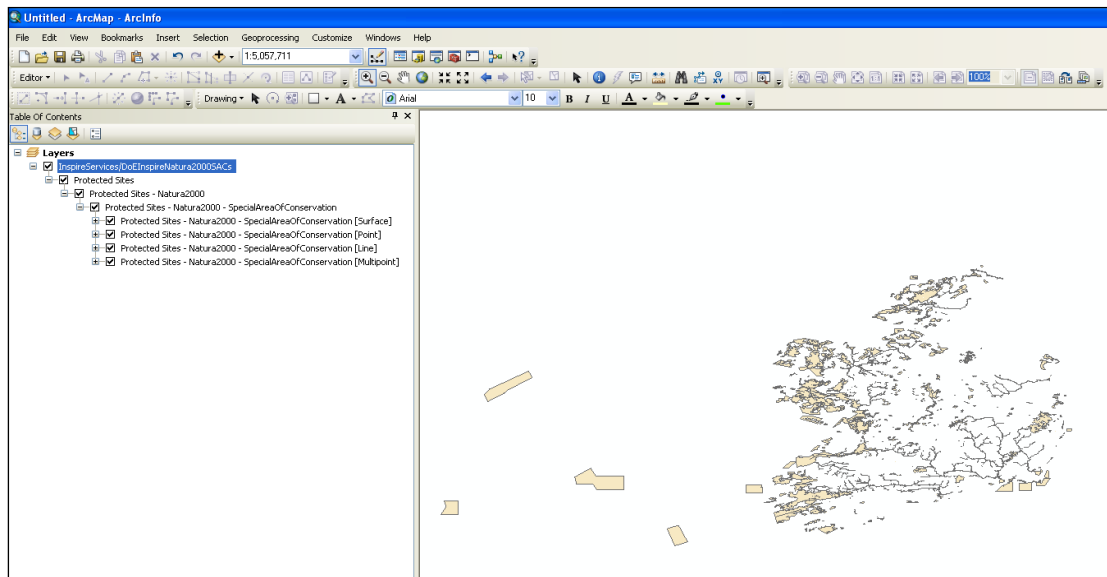 Untitled - ArcMap - ArcInfo
File Edit View Bookmarks Insert Selection Geoprocessing Customize Windows Help
1:5,057,711
Editor
100%
Drawing A Arial 10 B I U A
Table Of Contents
Layers
InspireServices/DoEInspireNatura2000SACs
Protected Sites
Protected Sites - Natura2000
Protected Sites - Natura2000 - SpecialAreaOfConservation
Protected Sites - Natura2000 - SpecialAreaOfConservation [Surface]
Protected Sites - Natura2000 - SpecialAreaOfConservation [Point]
Protected Sites - Natura2000 - SpecialAreaOfConservation [Line]
Protected Sites - Natura2000 - SpecialAreaOfConservation [Multipoint]